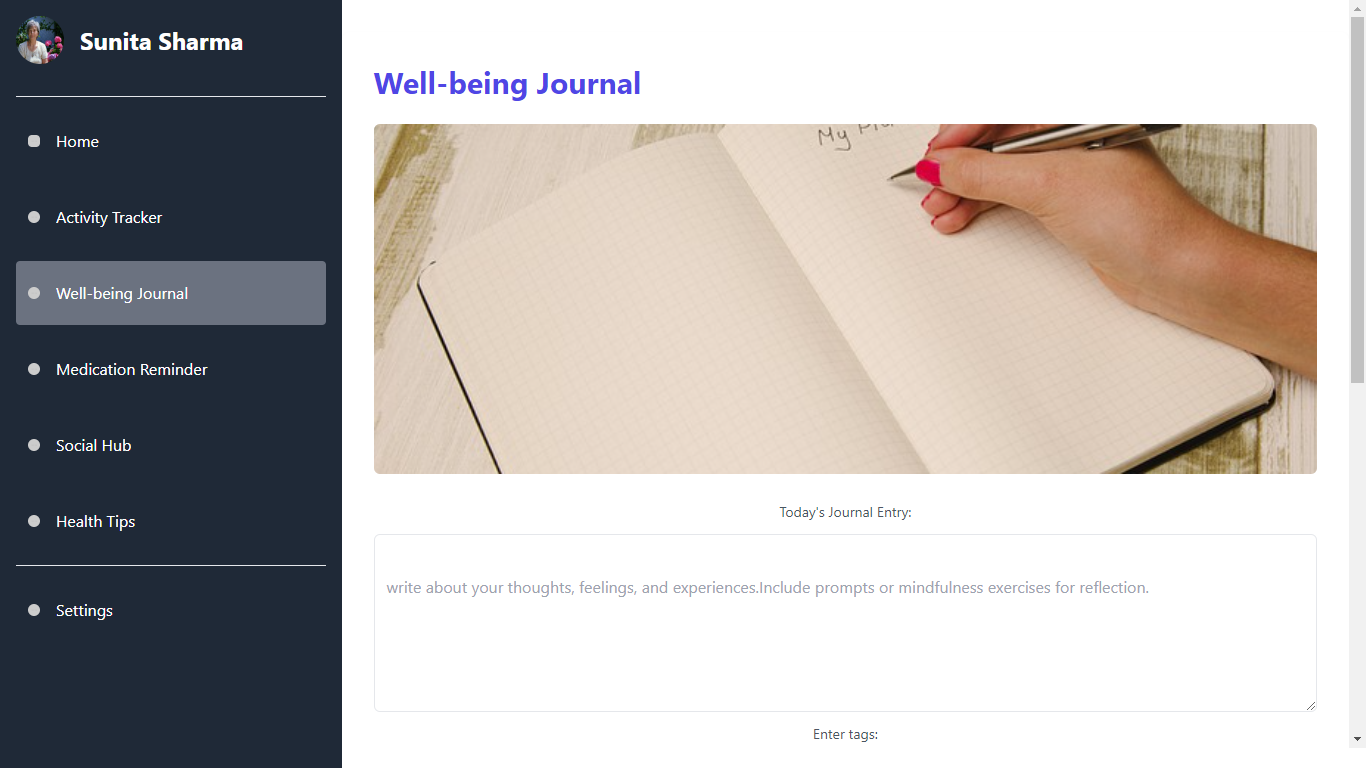 Sunita Sharma
Home
Activity Tracker
Well-being Journal
Medication Reminder
Social Hub
Health Tips
Settings
Well-being Journal
My
Today's Journal Entry:
write about your thoughts, feelings, and experiences.Include prompts or mindfulness exercises for reflection.
Enter tags: